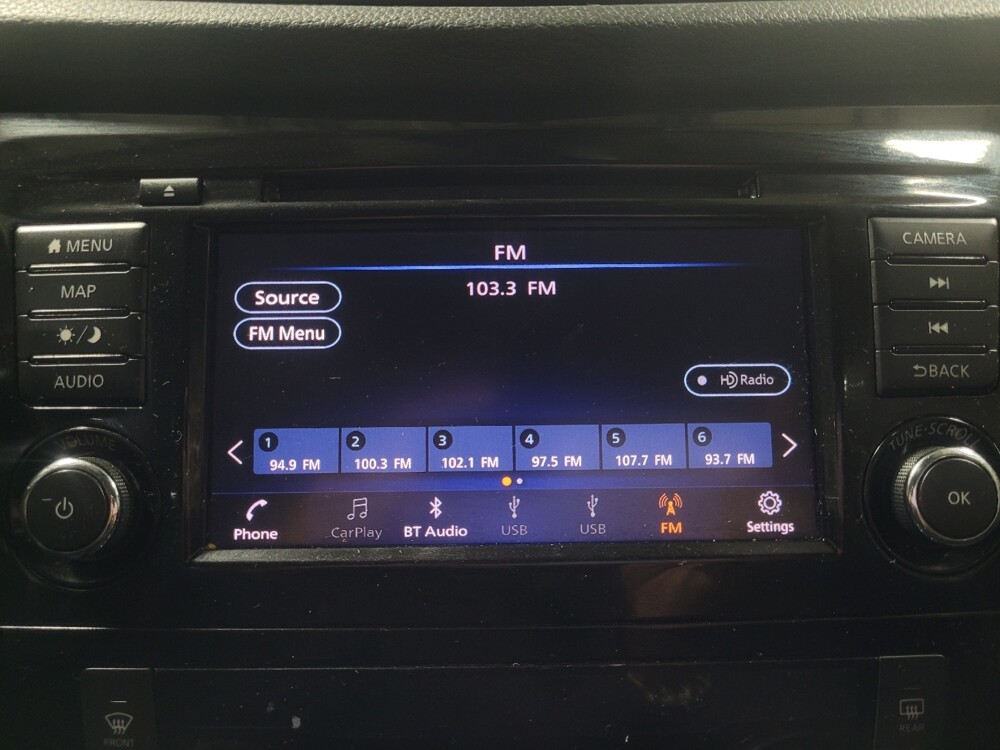 MENU
MAP
AUDIO
VOLUME
FM
103.3 FM
Source
FM Menu
HD Radio
1 2 3 4 5 6
94.9 FM 100.3 FM 102.1 FM 97.5 FM 107.7 FM 93.7 FM
Phone CarPlay BT Audio USB USB FM Settings
CAMERA
BACK
TUNE·SCROLL
OK
FRONT
REAR